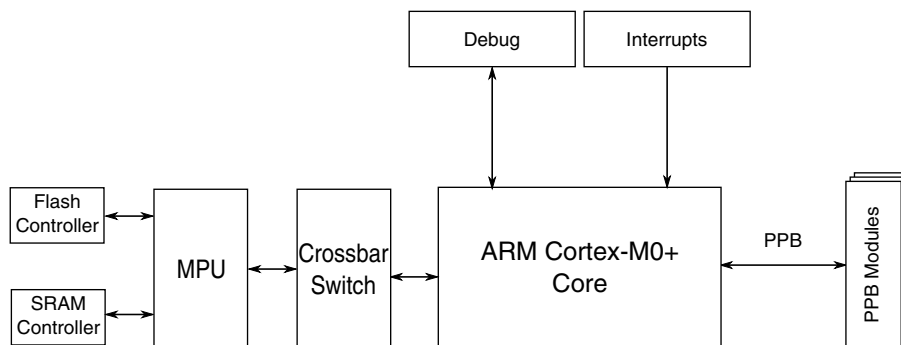 Debug
Interrupts
Flash
Controller
SRAM
Controller
MPU
Crossbar
Switch
ARM Cortex-M0+
Core
PPB
PPB Modules